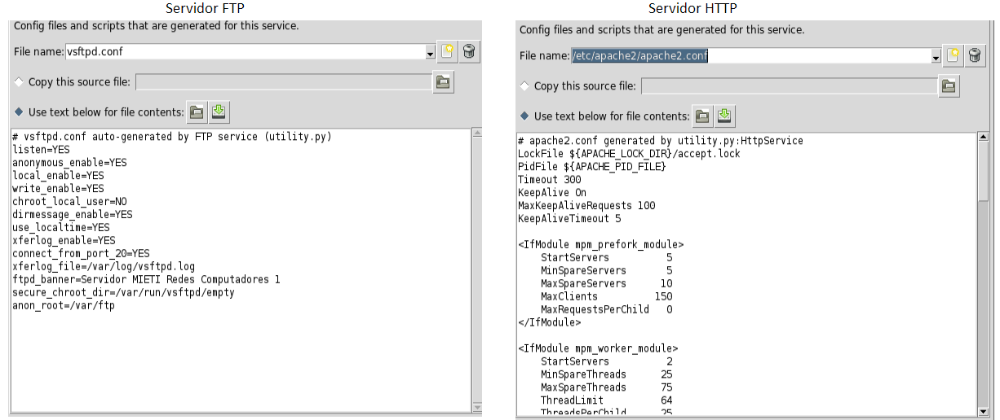 Servidor FTP
Config files and scripts that are generated for this service.
File name: vsftpd.conf
Copy this source file:
Use text below for file contents:
# vsftpd.conf auto-generated by FTP service (utility.py)
listen=YES
anonymous_enable=YES
local_enable=YES
write_enable=YES
chroot_local_user=NO
dirmessage_enable=YES
use_localtime=YES
xferlog_enable=YES
connect_from_port_20=YES
xferlog_file=/var/log/vsftpd.log
ftpd_banner=Servidor MIETI Redes Computadores 1
secure_chroot_dir=/var/run/vsftpd/empty
anon_root=/var/ftp
Servidor HTTP
Config files and scripts that are generated for this service.
File name: /etc/apache2/apache2.conf
Copy this source file:
Use text below for file contents:
# apache2.conf generated by utility.py:HttpService
LockFile ${APACHE_LOCK_DIR}/accept.lock
PidFile ${APACHE_PID_FILE}
Timeout 300
KeepAlive On
MaxKeepAliveRequests 100
KeepAliveTimeout 5
<IfModule mpm_prefork_module>
StartServers 5
MinSpareServers 5
MaxSpareServers 10
MaxClients 150
MaxRequestsPerChild 0
</IfModule>
<IfModule mpm_worker_module>
StartServers 2
MinSpareThreads 25
MaxSpareThreads 75
ThreadLimit 64
ThreadsPerChild 25